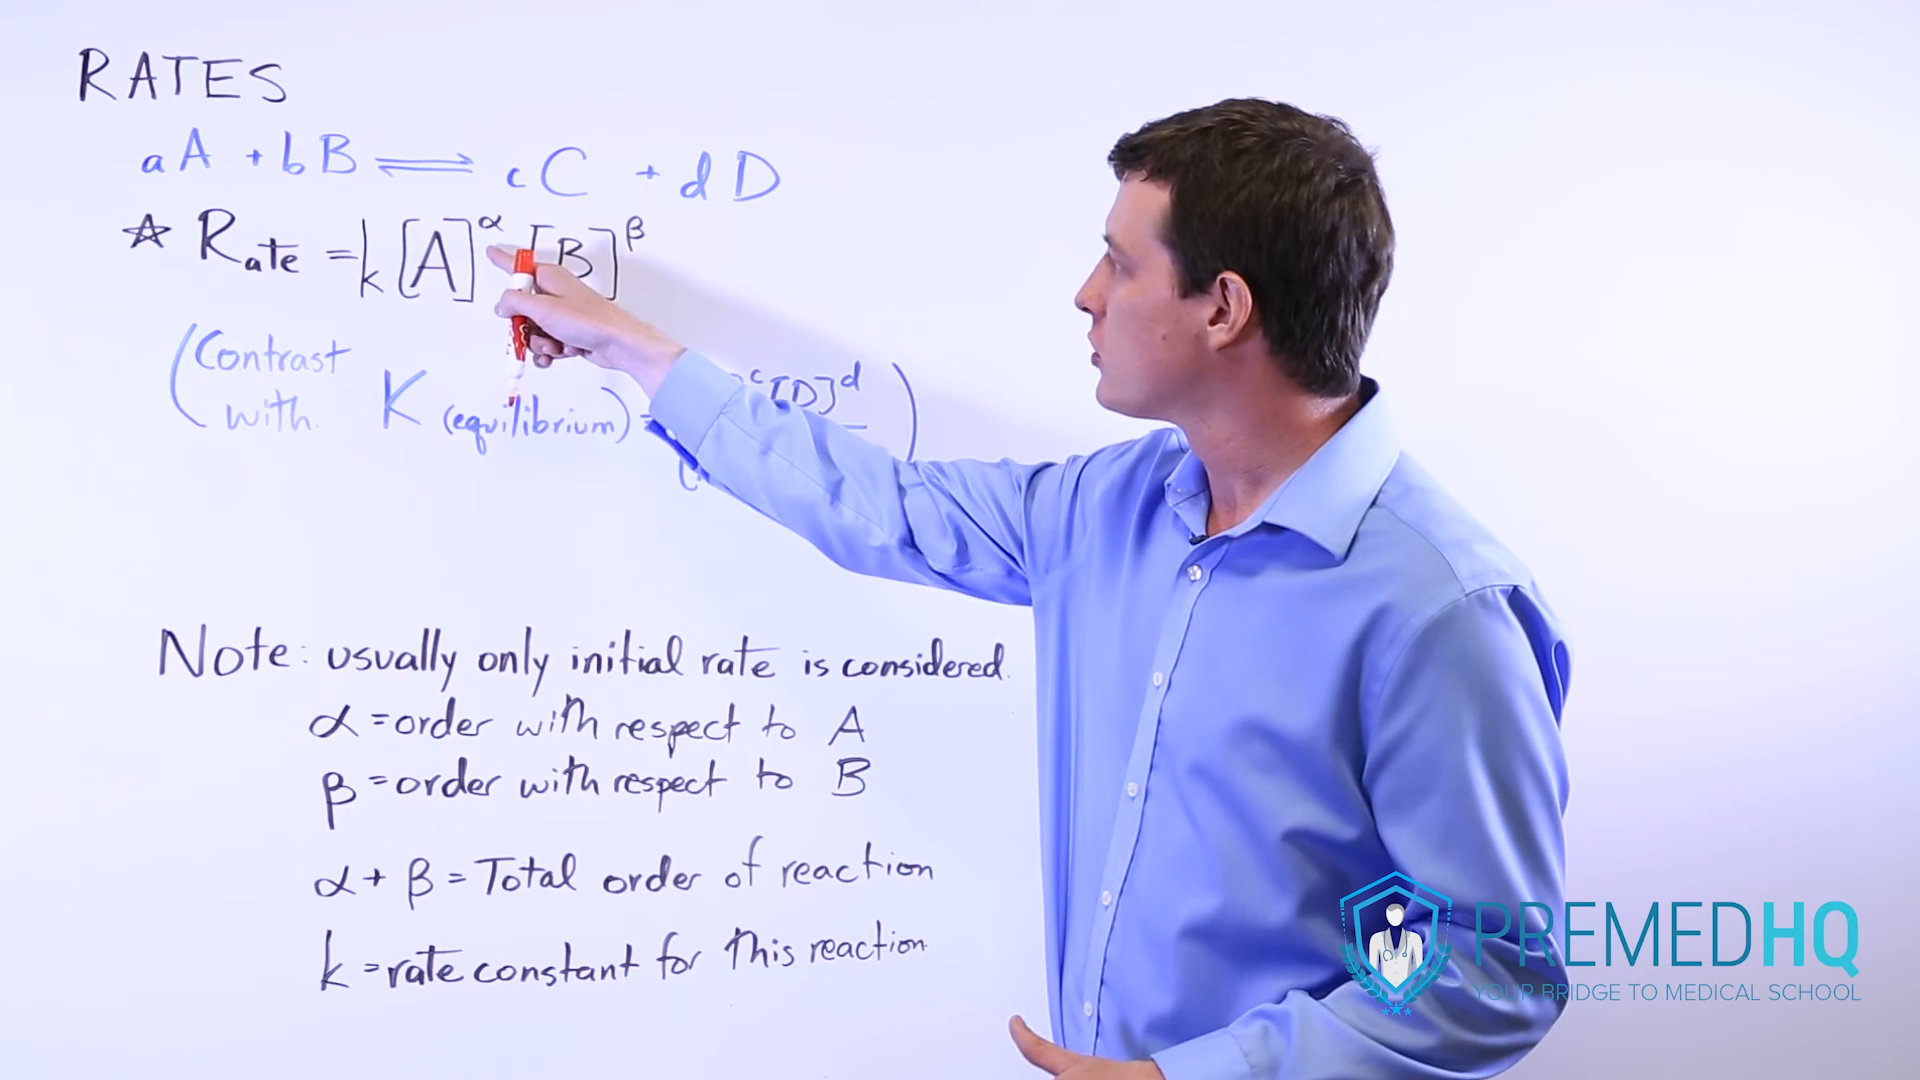 RATES
aA + bB ⇌ cC + dD
☆ Rate = k [A]^α [B]^β
(Contrast with K (equilibrium) = ]^c [D]^d )
Note: usually only initial rate is considered.
α = order with respect to A
β = order with respect to B
α + β = Total order of reaction
k = rate constant for this reaction
PREMEDHQ
YOUR BRIDGE TO MEDICAL SCHOOL